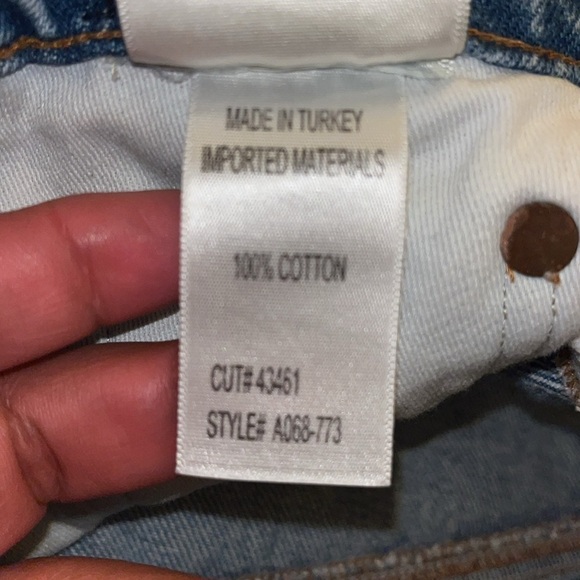 MADE IN TURKEY
IMPORTED MATERIALS
100% COTTON
CUT# 43461
STYLE# A068-773